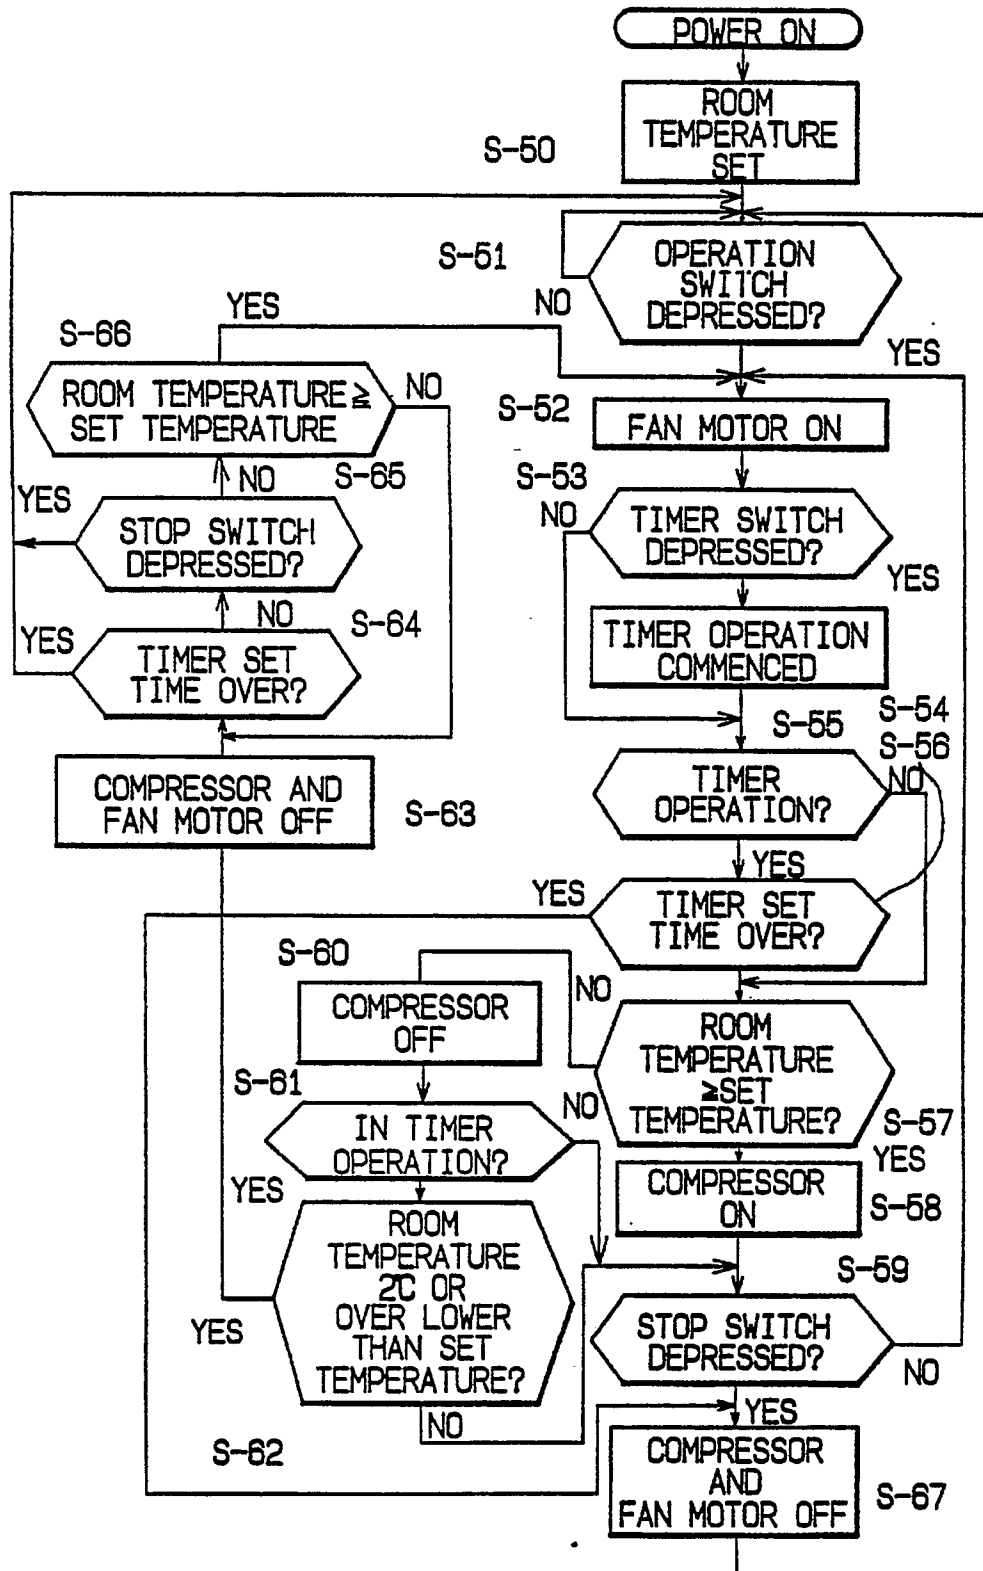 POWER ON
ROOM
TEMPERATURE
SET
S-50
S-51
OPERATION
SWITCH
DEPRESSED?
NO
YES
YES
S-66
ROOM TEMPERATURE≧
SET TEMPERATURE
NO
S-52
FAN MOTOR ON
S-65
NO
YES
STOP SWITCH
DEPRESSED?
S-53
NO
TIMER SWITCH
DEPRESSED?
YES
NO
S-64
YES
TIMER SET
TIME OVER?
TIMER OPERATION
COMMENCED
S-54
S-55
S-56
COMPRESSOR AND
FAN MOTOR OFF
S-63
TIMER
OPERATION?
NO
YES
YES
TIMER SET
TIME OVER?
S-60
NO
COMPRESSOR
OFF
ROOM
TEMPERATURE
≧SET
TEMPERATURE?
S-57
YES
S-61
NO
IN TIMER
OPERATION?
YES
COMPRESSOR
ON
S-58
ROOM
TEMPERATURE
2℃ OR
OVER LOWER
THAN SET
TEMPERATURE?
YES
NO
S-62
S-59
STOP SWITCH
DEPRESSED?
NO
YES
COMPRESSOR
AND
FAN MOTOR OFF
S-67